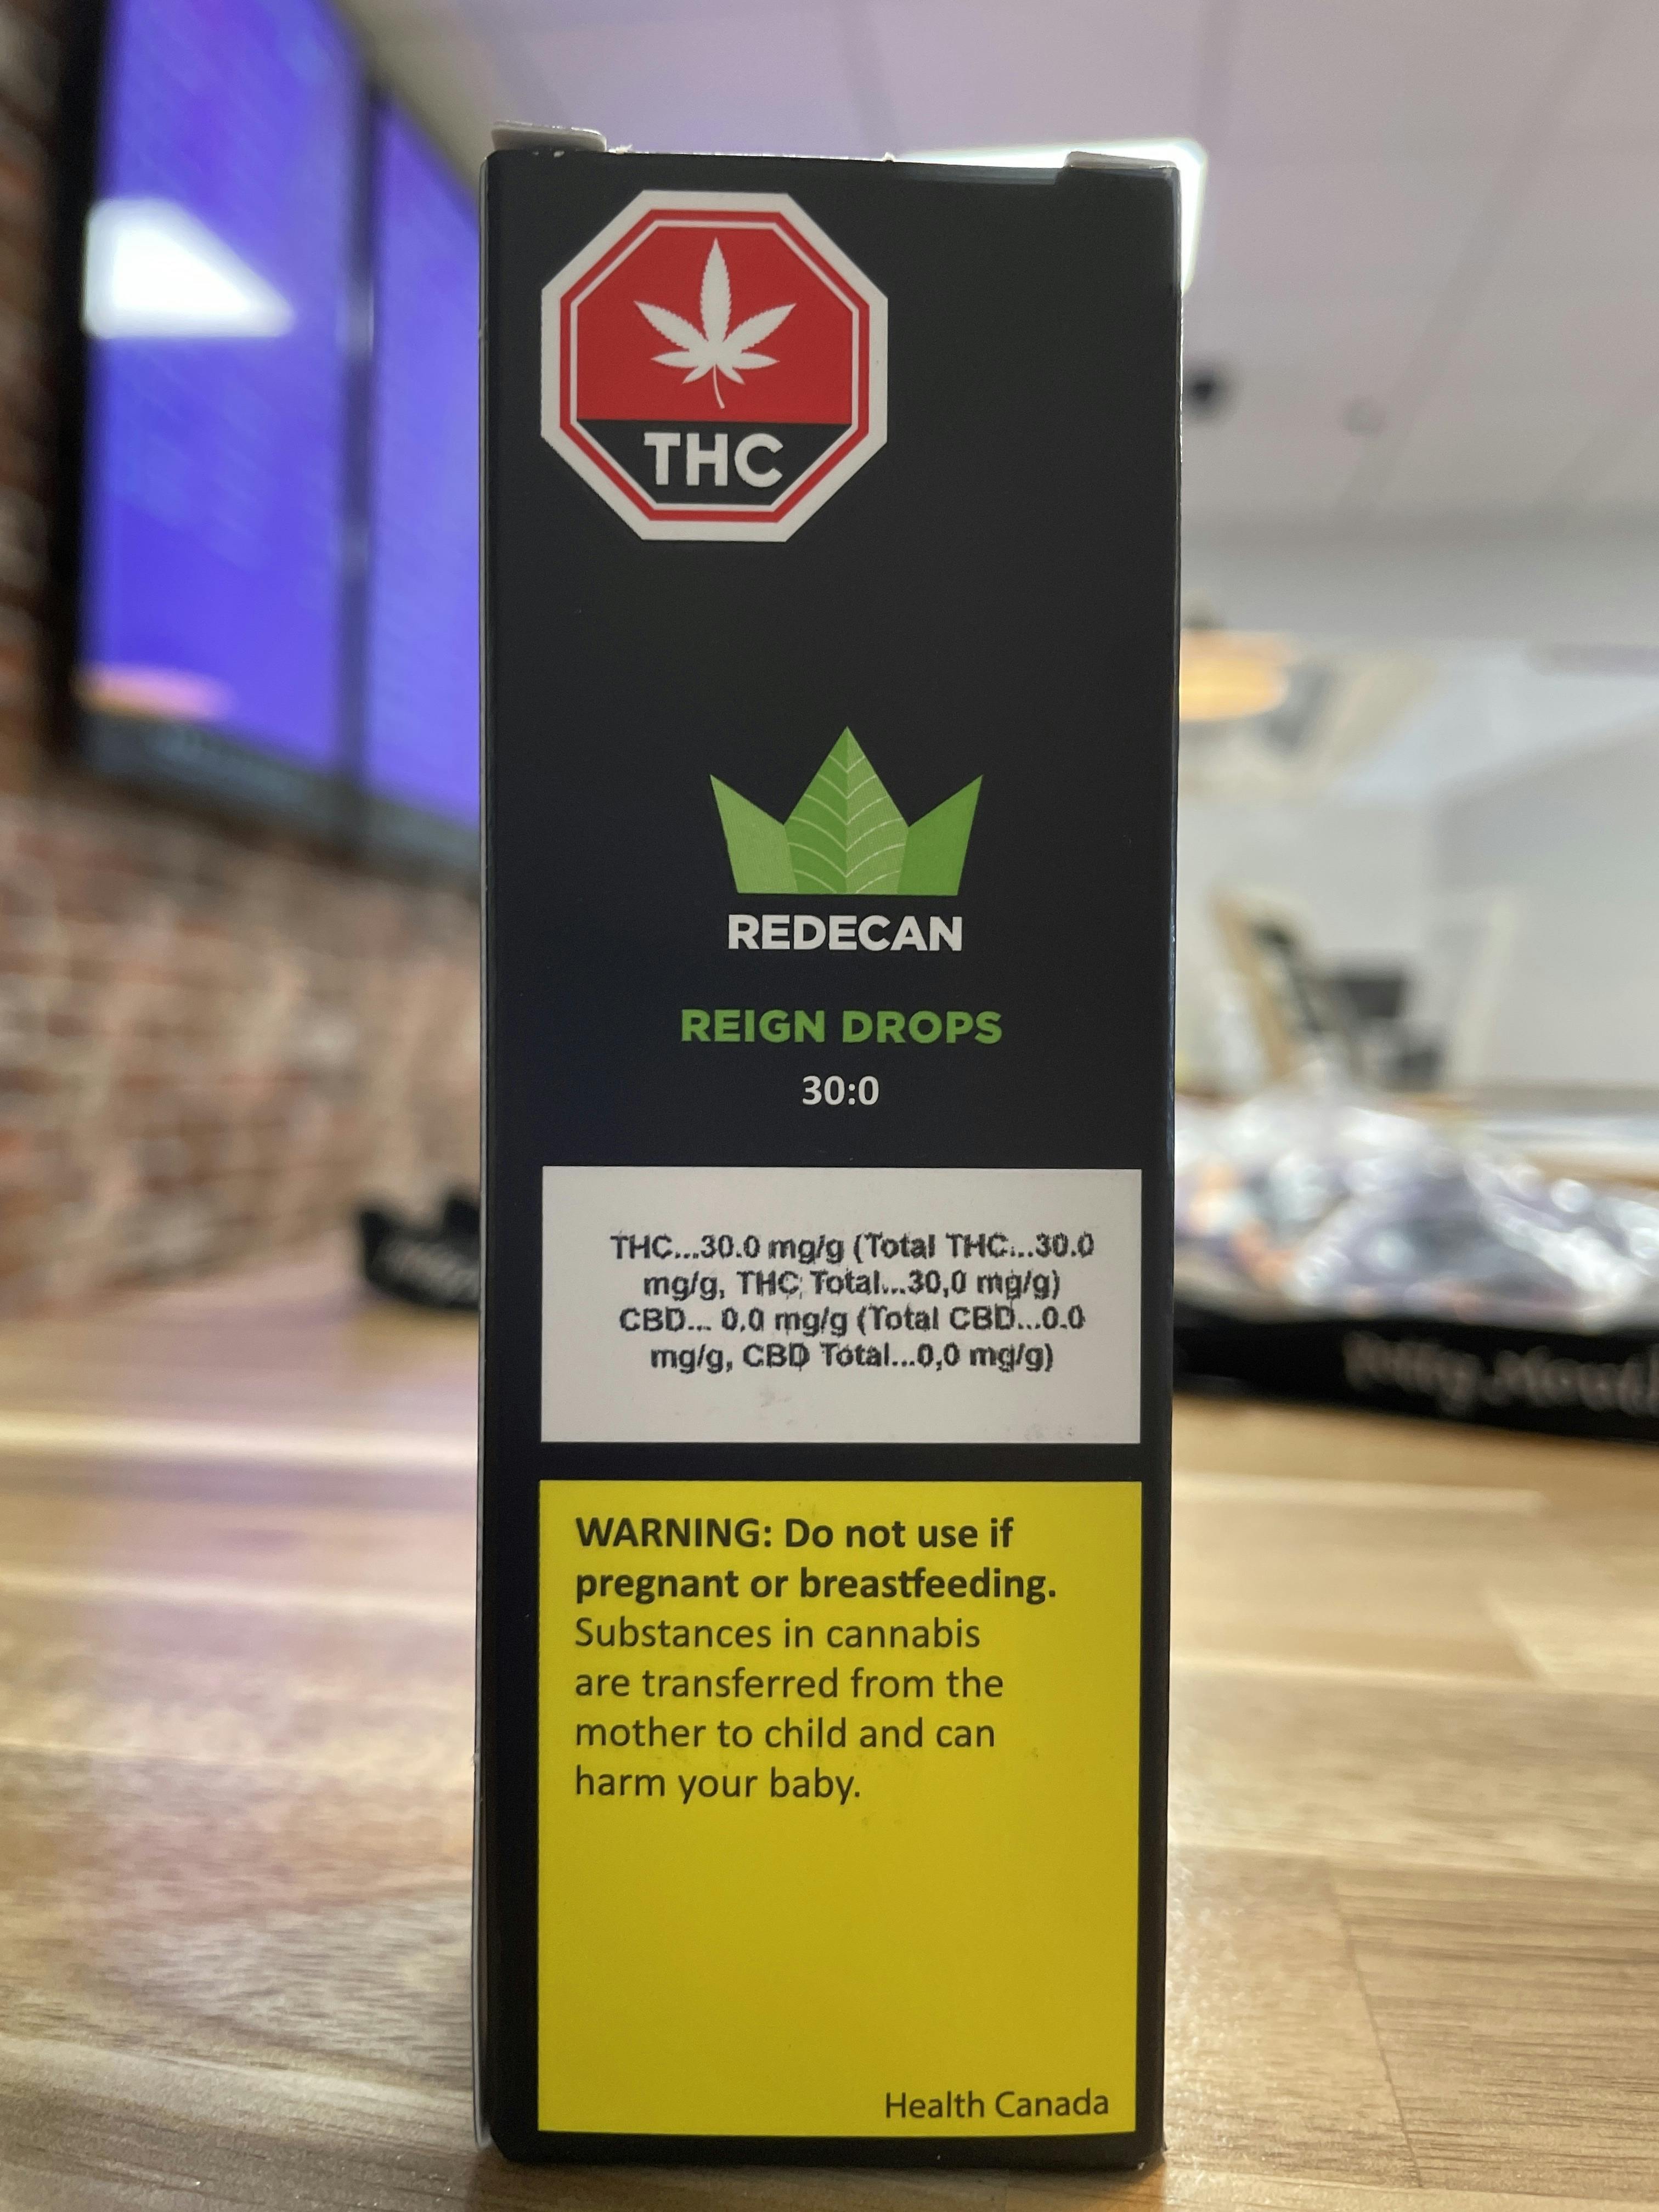 THC
REDECAN
REIGN DROPS
30:0
THC...30.0 mg/g (Total THC...30.0
mg/g, THC Total...30,0 mg/g)
CBD... 0.0 mg/g (Total CBD...0.0
mg/g, CBD Total...0,0 mg/g)
WARNING: Do not use if
pregnant or breastfeeding.
Substances in cannabis
are transferred from the
mother to child and can
harm your baby.
Health Canada